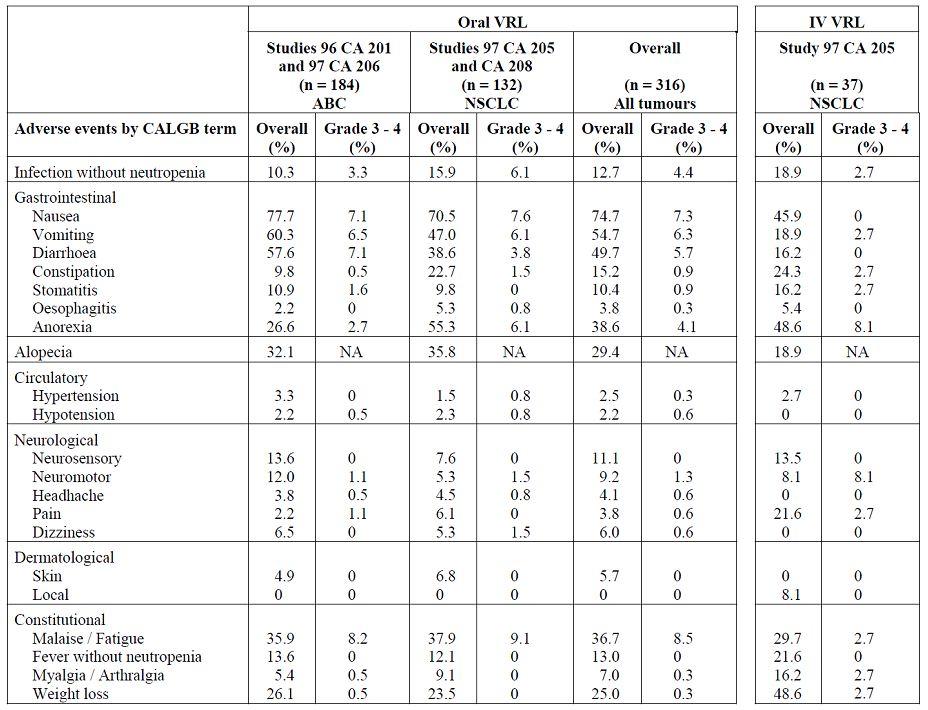 Oral VRL IV VRL
Studies 96 CA 201 Studies 97 CA 205 Overall Study 97 CA 205
and 97 CA 206 and CA 208
(n = 184) (n = 132) (n = 316) (n = 37)
ABC NSCLC All tumours NSCLC
Adverse events by CALGB term Overall Grade 3 - 4 Overall Grade 3 - 4 Overall Grade 3 - 4 Overall Grade 3 - 4
(%) (%) (%) (%) (%) (%) (%) (%)
Infection without neutropenia 10.3 3.3 15.9 6.1 12.7 4.4 18.9 2.7
Gastrointestinal
Nausea 77.7 7.1 70.5 7.6 74.7 7.3 45.9 0
Vomiting 60.3 6.5 47.0 6.1 54.7 6.3 18.9 2.7
Diarrhoea 57.6 7.1 38.6 3.8 49.7 5.7 16.2 0
Constipation 9.8 0.5 22.7 1.5 15.2 0.9 24.3 2.7
Stomatitis 10.9 1.6 9.8 0 10.4 0.9 16.2 2.7
Oesophagitis 2.2 0 5.3 0.8 3.8 0.3 5.4 0
Anorexia 26.6 2.7 55.3 6.1 38.6 4.1 48.6 8.1
Alopecia 32.1 NA 35.8 NA 29.4 NA 18.9 NA
Circulatory
Hypertension 3.3 0 1.5 0.8 2.5 0.3 2.7 0
Hypotension 2.2 0.5 2.3 0.8 2.2 0.6 0 0
Neurological
Neurosensory 13.6 0 7.6 0 11.1 0 13.5 0
Neuromotor 12.0 1.1 5.3 1.5 9.2 1.3 8.1 8.1
Headhache 3.8 0.5 4.5 0.8 4.1 0.6 0 0
Pain 2.2 1.1 6.1 0 3.8 0.6 21.6 2.7
Dizziness 6.5 0 5.3 1.5 6.0 0.6 0 0
Dermatological
Skin 4.9 0 6.8 0 5.7 0 0 0
Local 0 0 0 0 0 0 8.1 0
Constitutional
Malaise / Fatigue 35.9 8.2 37.9 9.1 36.7 8.5 29.7 2.7
Fever without neutropenia 13.6 0 12.1 0 13.0 0 21.6 0
Myalgia / Arthralgia 5.4 0.5 9.1 0 7.0 0.3 16.2 2.7
Weight loss 26.1 0.5 23.5 0 25.0 0.3 48.6 2.7